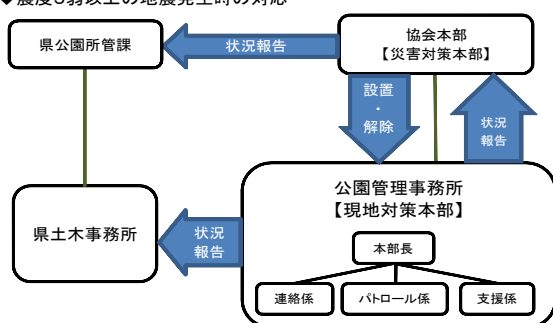 ◆震度5弱以上の地震発生時の対応
県公園所管課
状況報告
協会本部
【災害対策本部】
設置
・
解除
状況
報告
公園管理事務所
【現地対策本部】
県土木事務所
状況
報告
本部長
連絡係
パトロール係
支援係